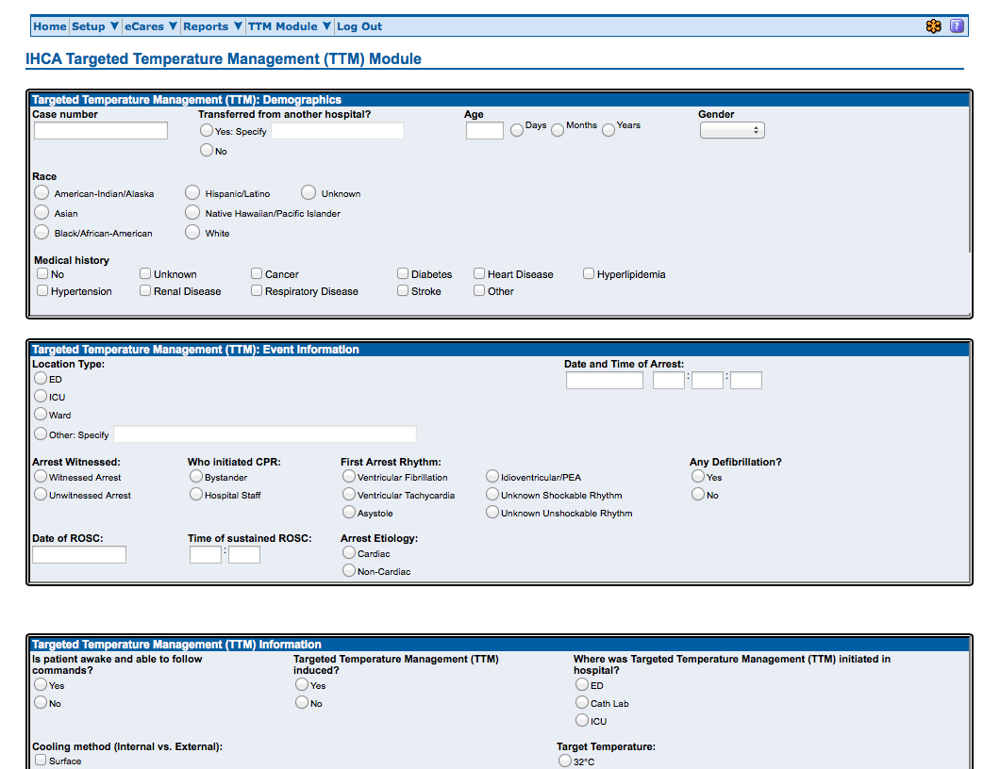 Home Setup ▼ eCares ▼ Reports ▼ TTM Module ▼ Log Out ?
IHCA Targeted Temperature Management (TTM) Module
Targeted Temperature Management (TTM): Demographics
Case number Transferred from another hospital? Age Gender
Yes: Specify Days Months Years
No
Race
American-Indian/Alaska Hispanic/Latino Unknown
Asian Native Hawaiian/Pacific Islander
Black/African-American White
Medical history
No Unknown Cancer Diabetes Heart Disease Hyperlipidemia
Hypertension Renal Disease Respiratory Disease Stroke Other
Targeted Temperature Management (TTM): Event Information
Location Type: Date and Time of Arrest:
ED : :
ICU
Ward
Other: Specify
Arrest Witnessed: Who initiated CPR: First Arrest Rhythm: Any Defibrillation?
Witnessed Arrest Bystander Ventricular Fibrillation Idioventricular/PEA Yes
Unwitnessed Arrest Hospital Staff Ventricular Tachycardia Unknown Shockable Rhythm No
Asystole Unknown Unshockable Rhythm
Date of ROSC: Time of sustained ROSC: Arrest Etiology:
: Cardiac
Non-Cardiac
Targeted Temperature Management (TTM) Information
Is patient awake and able to follow Targeted Temperature Management (TTM) Where was Targeted Temperature Management (TTM) initiated in
commands? induced? hospital?
Yes Yes ED
No No Cath Lab
ICU
Cooling method (Internal vs. External): Target Temperature:
Surface 32°C